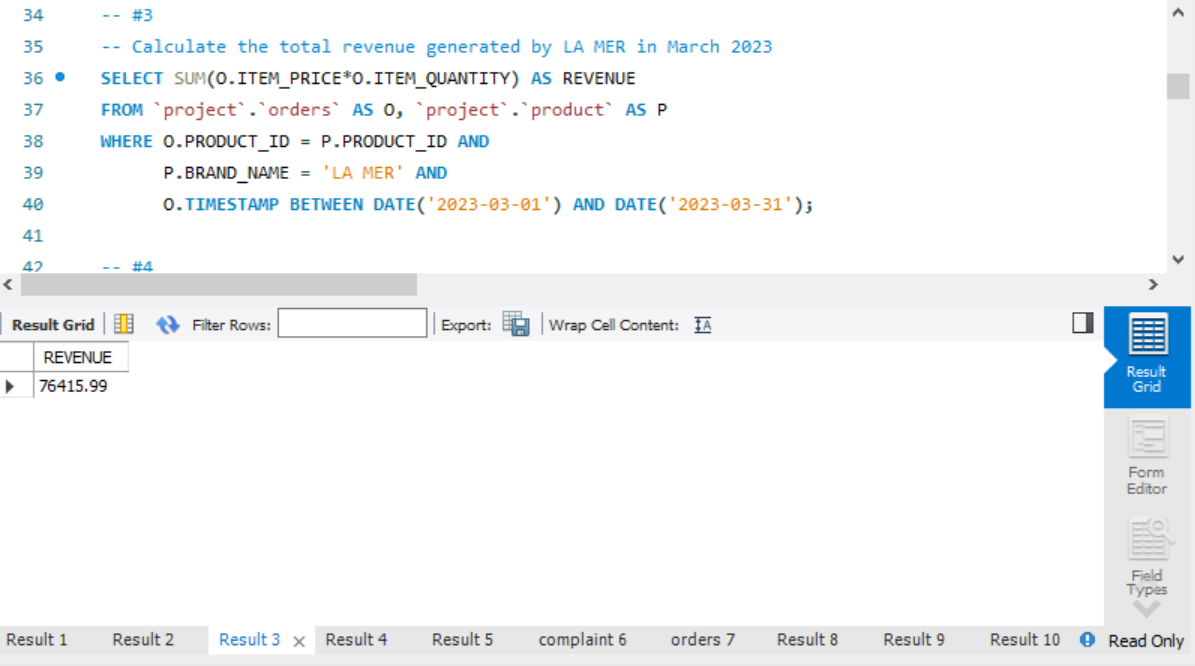 34 -- #3
35 -- Calculate the total revenue generated by LA MER in March 2023
36 SELECT SUM(O.ITEM_PRICE*O.ITEM_QUANTITY) AS REVENUE
37 FROM `project`.`orders` AS O, `project`.`product` AS P
38 WHERE O.PRODUCT_ID = P.PRODUCT_ID AND
39 P.BRAND_NAME = 'LA MER' AND
40 O.TIMESTAMP BETWEEN DATE('2023-03-01') AND DATE('2023-03-31');
41
42 -- #4
Result Grid Filter Rows: Export: Wrap Cell Content: IA
REVENUE
76415.99
Result
Grid
Form
Editor
Field
Types
Result 1 Result 2 Result 3 × Result 4 Result 5 complaint 6 orders 7 Result 8 Result 9 Result 10 Read Only